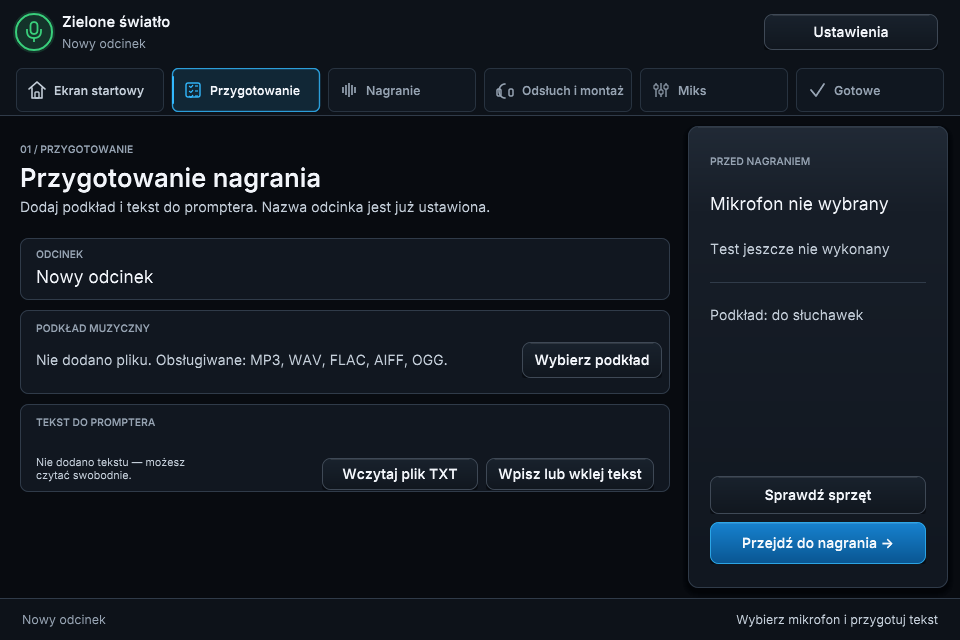 Zielone światło
Nowy odcinek
Ustawienia
Ekran startowy
Przygotowanie
Nagranie
Odsłuch i montaż
Miks
Gotowe
01 / PRZYGOTOWANIE
Przygotowanie nagrania
Dodaj podkład i tekst do promptera. Nazwa odcinka jest już ustawiona.
ODCINEK
Nowy odcinek
PODKŁAD MUZYCZNY
Nie dodano pliku. Obsługiwane: MP3, WAV, FLAC, AIFF, OGG.
Wybierz podkład
TEKST DO PROMPTERA
Nie dodano tekstu — możesz
czytać swobodnie.
Wczytaj plik TXT
Wpisz lub wklej tekst
PRZED NAGRANIEM
Mikrofon nie wybrany
Test jeszcze nie wykonany
Podkład: do słuchawek
Sprawdź sprzęt
Przejdź do nagrania →
Nowy odcinek
Wybierz mikrofon i przygotuj tekst